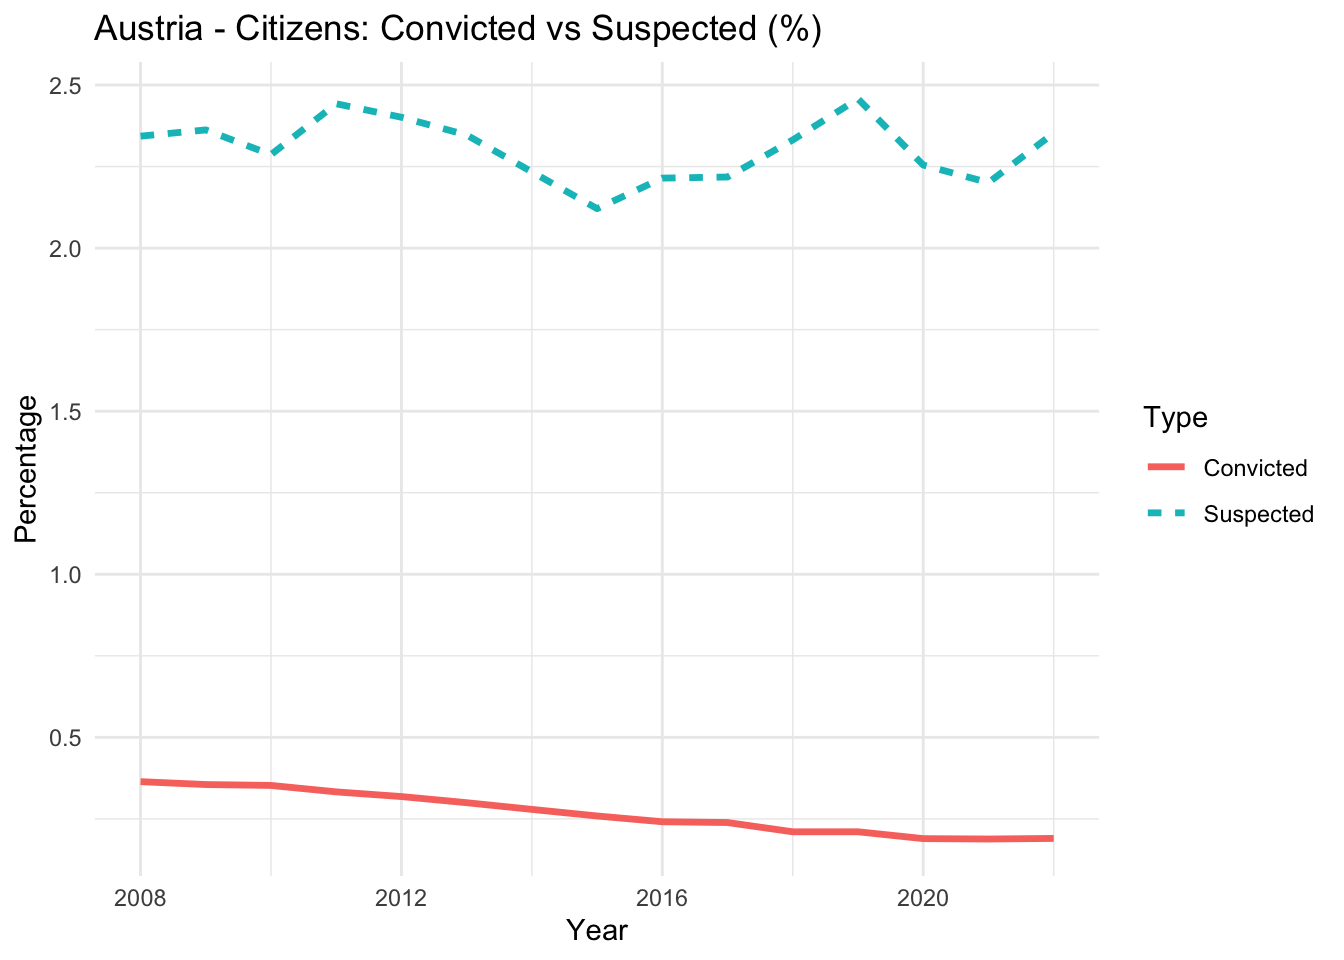 Austria - Citizens: Convicted vs Suspected (%)
2.5
2.0
1.5
1.0
0.5
Percentage
2008
2012
2016
2020
Year
Type
Convicted
Suspected